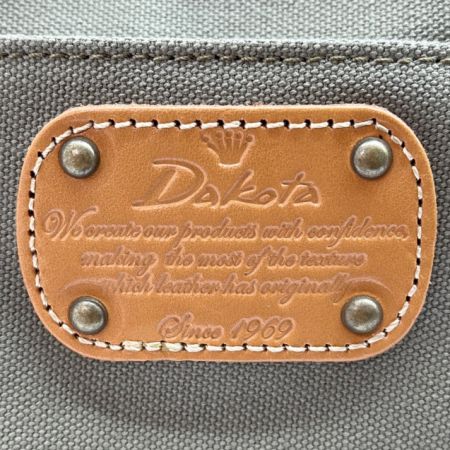 Dakota
We create our products with confidence,
making the most of the texture
which leather has originally.
Since 1969